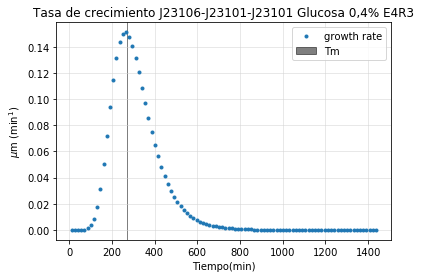 Tasa de crecimiento J23106-J23101-J23101 Glucosa 0,4% E4R3
growth rate
Tm
μm (min¹)
0.14
0.12
0.10
0.08
0.06
0.04
0.02
0.00
0 200 400 600 800 1000 1200 1400
Tiempo(min)